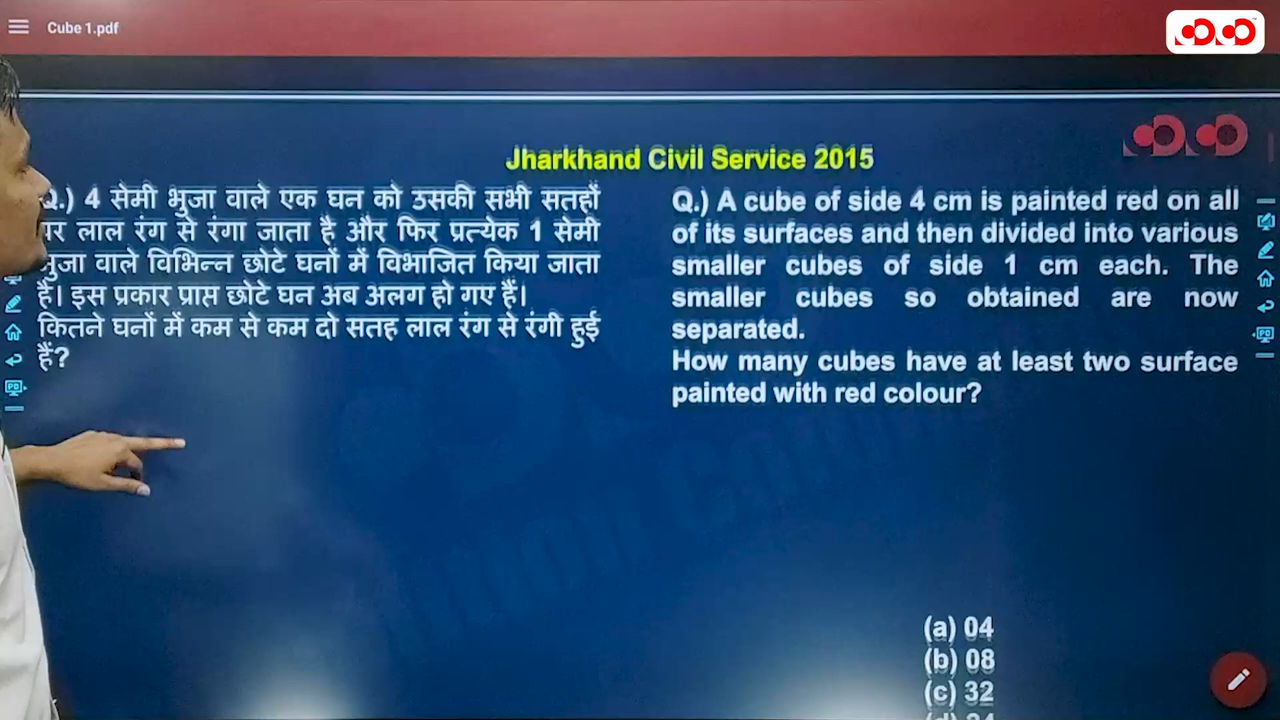 Cube 1.pdf
Jharkhand Civil Service 2015
Q.) 4 सेमी भुजा वाले एक घन को उसकी सभी सतहों
पर लाल रंग से रंगा जाता है और फिर प्रत्येक 1 सेमी
भुजा वाले विभिन्न छोटे घनों में विभाजित किया जाता
है। इस प्रकार प्राप्त छोटे घन अब अलग हो गए हैं।
कितने घनों में कम से कम दो सतह लाल रंग से रंगी हुई
हैं?
Q.) A cube of side 4 cm is painted red on all
of its surfaces and then divided into various
smaller cubes of side 1 cm each. The
smaller cubes so obtained are now
separated.
How many cubes have at least two surface
painted with red colour?
(a) 04
(b) 08
(c) 32